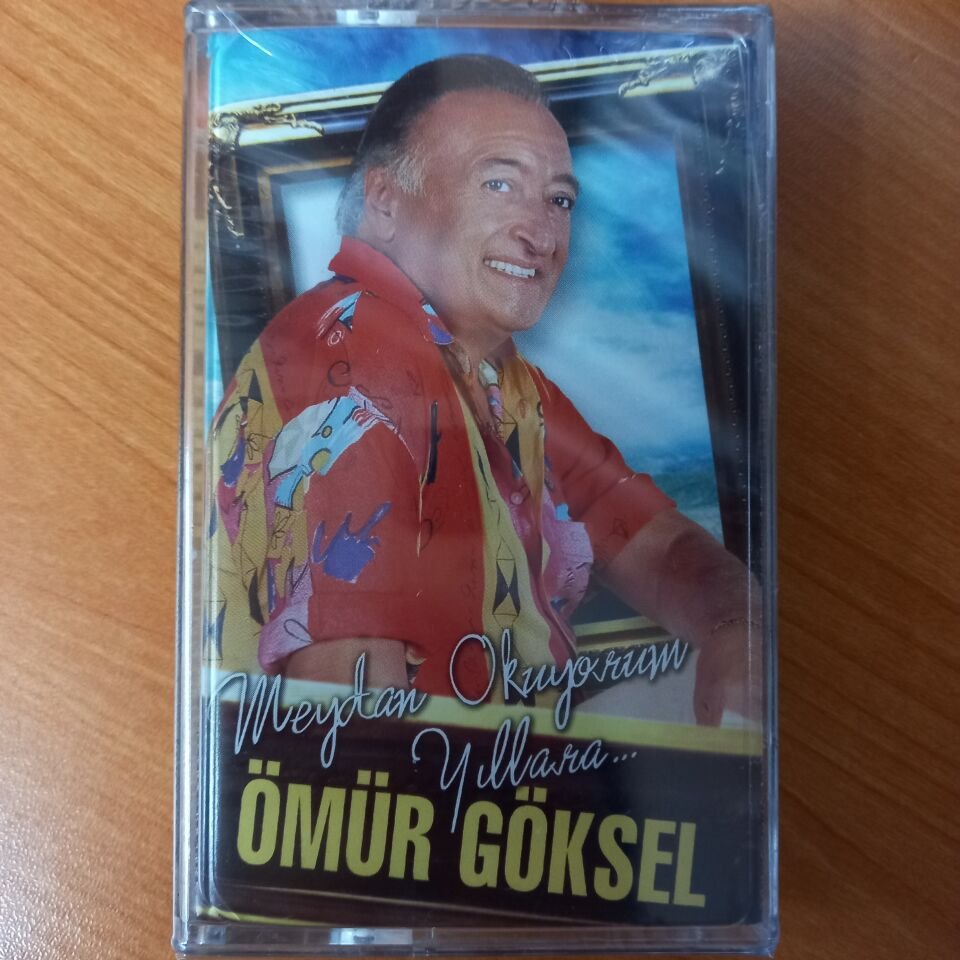 Meydan Okuyorum
Yıllara...
ÖMÜR GÖKSEL